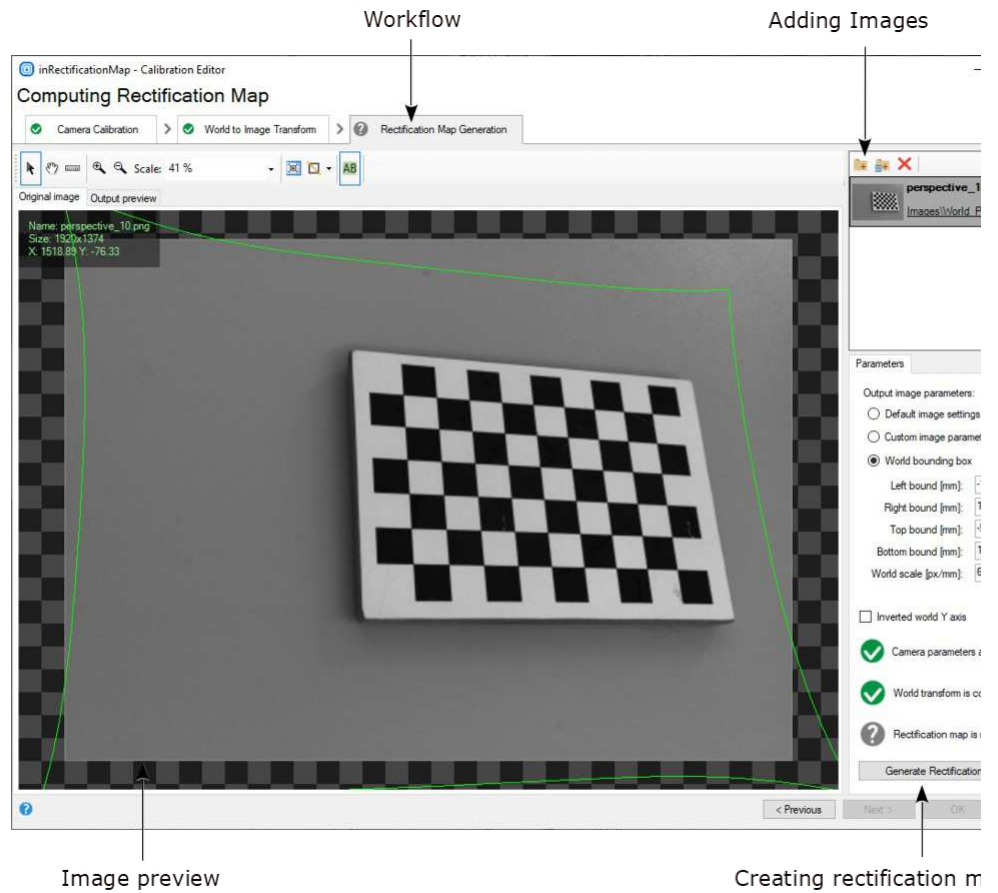 Workflow
Adding Images
inRectificationMap - Calibration Editor
Computing Rectification Map
Camera Calibration
World to Image Transform
Rectification Map Generation
Scale: 41 %
AB
Original image
Output preview
Name: perspective_10.png
Size: 1920x1374
X: 1518.89 Y: -76.33
perspective_1
Images\World_P
Parameters
Output image parameters:
Default image settings
Custom image paramet
World bounding box
Left bound [mm]: -
Right bound [mm]: 1
Top bound [mm]: -5
Bottom bound [mm]: 1
World scale [px/mm]: 6
Inverted world Y axis
Camera parameters a
World transform is co
Rectification map is
Generate Rectification
< Previous
Next >
OK
Image preview
Creating rectification m